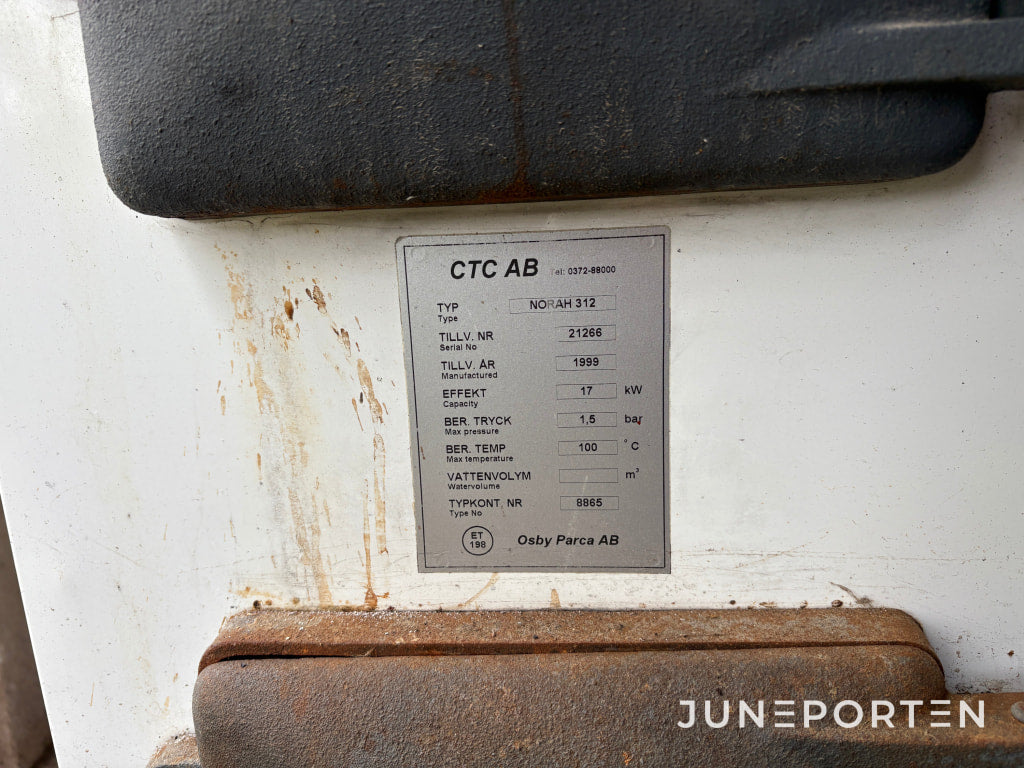 CTC AB Tel: 0372-88000
TYP NORAH 312
Type
TILLV. NR 21266
Serial No
TILLV. ÅR 1999
Manufactured
EFFEKT 17 kW
Capacity
BER. TRYCK 1,5 bar
Max pressure
BER. TEMP 100 °C
Max temperature
VATTENVOLYM m³
Watervolume
TYPKONT. NR 8865
Type No
ET
198
Osby Parca AB
JUNEPORTEN